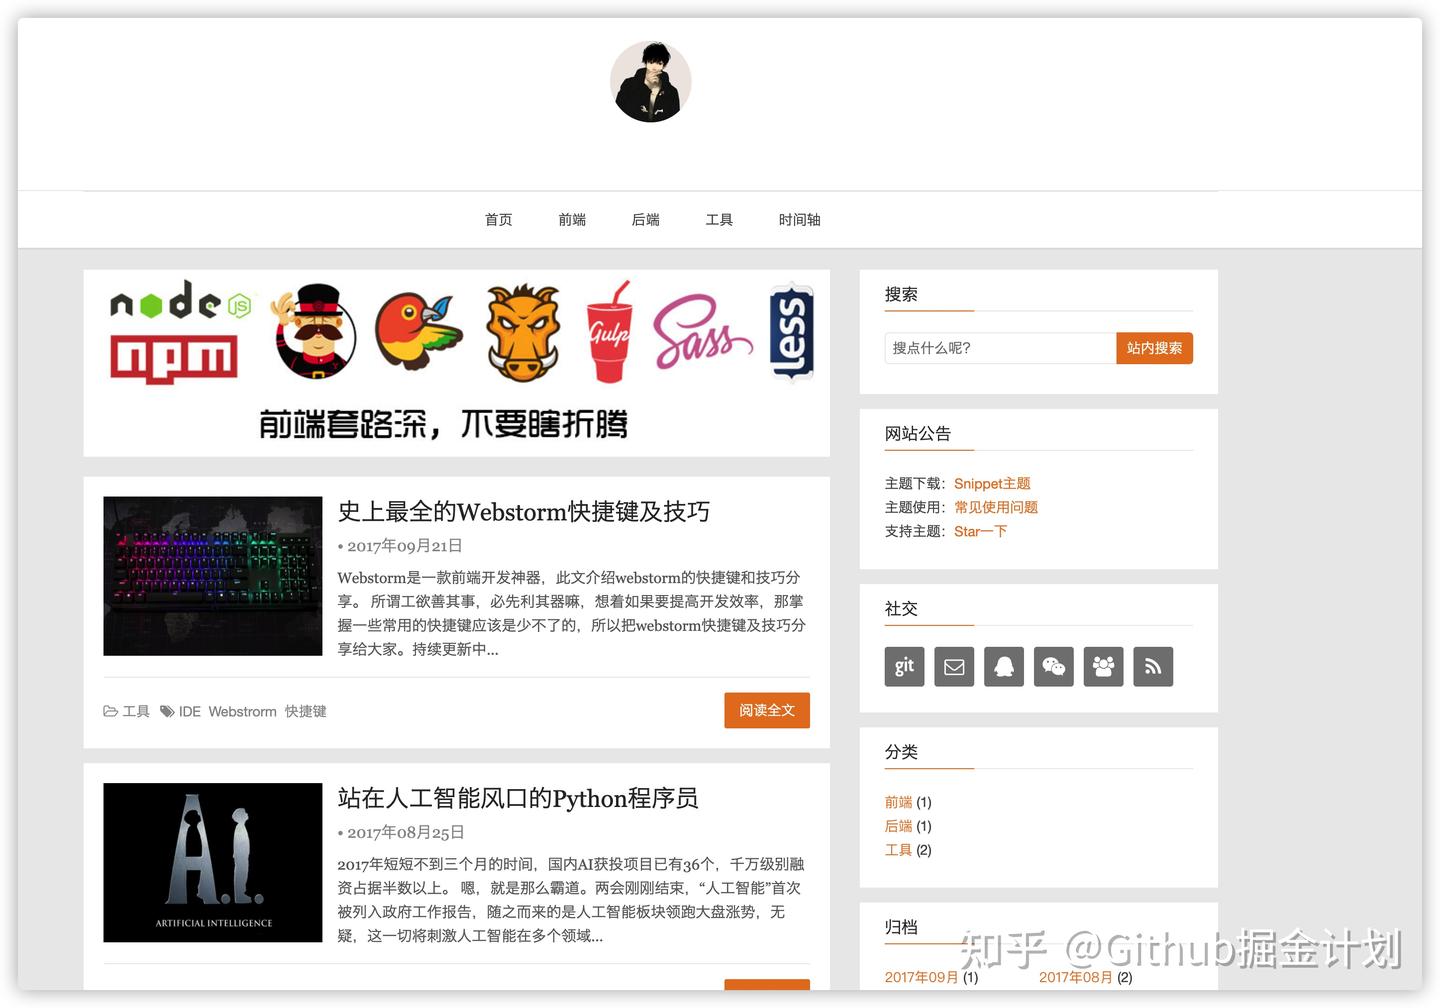 首页 前端 后端 工具 时间轴
node JS
npm
Gulp
Sass
less
前端套路深，不要瞎折腾
史上最全的Webstorm快捷键及技巧
• 2017年09月21日
Webstorm是一款前端开发神器，此文介绍webstorm的快捷键和技巧分
享。 所谓工欲善其事，必先利其器嘛，想着如果要提高开发效率，那掌
握一些常用的快捷键应该是少不了的，所以把webstorm快捷键及技巧分
享给大家。持续更新中...
工具 IDE Webstrorm 快捷键
阅读全文
站在人工智能风口的Python程序员
• 2017年08月25日
2017年短短不到三个月的时间，国内AI获投项目已有36个，千万级别融
资占据半数以上。 嗯，就是那么霸道。两会刚刚结束，“人工智能”首次
被列入政府工作报告，随之而来的是人工智能板块领跑大盘涨势，无
疑，这一切将刺激人工智能在多个领域...
A.I.
ARTIFICIAL INTELLIGENCE
搜索
搜点什么呢? 站内搜索
网站公告
主题下载：Snippet主题
主题使用：常见使用问题
支持主题：Star一下
社交
git
分类
前端 (1)
后端 (1)
工具 (2)
归档
2017年09月 (1) 2017年08月 (2)
知乎 @Github掘金计划